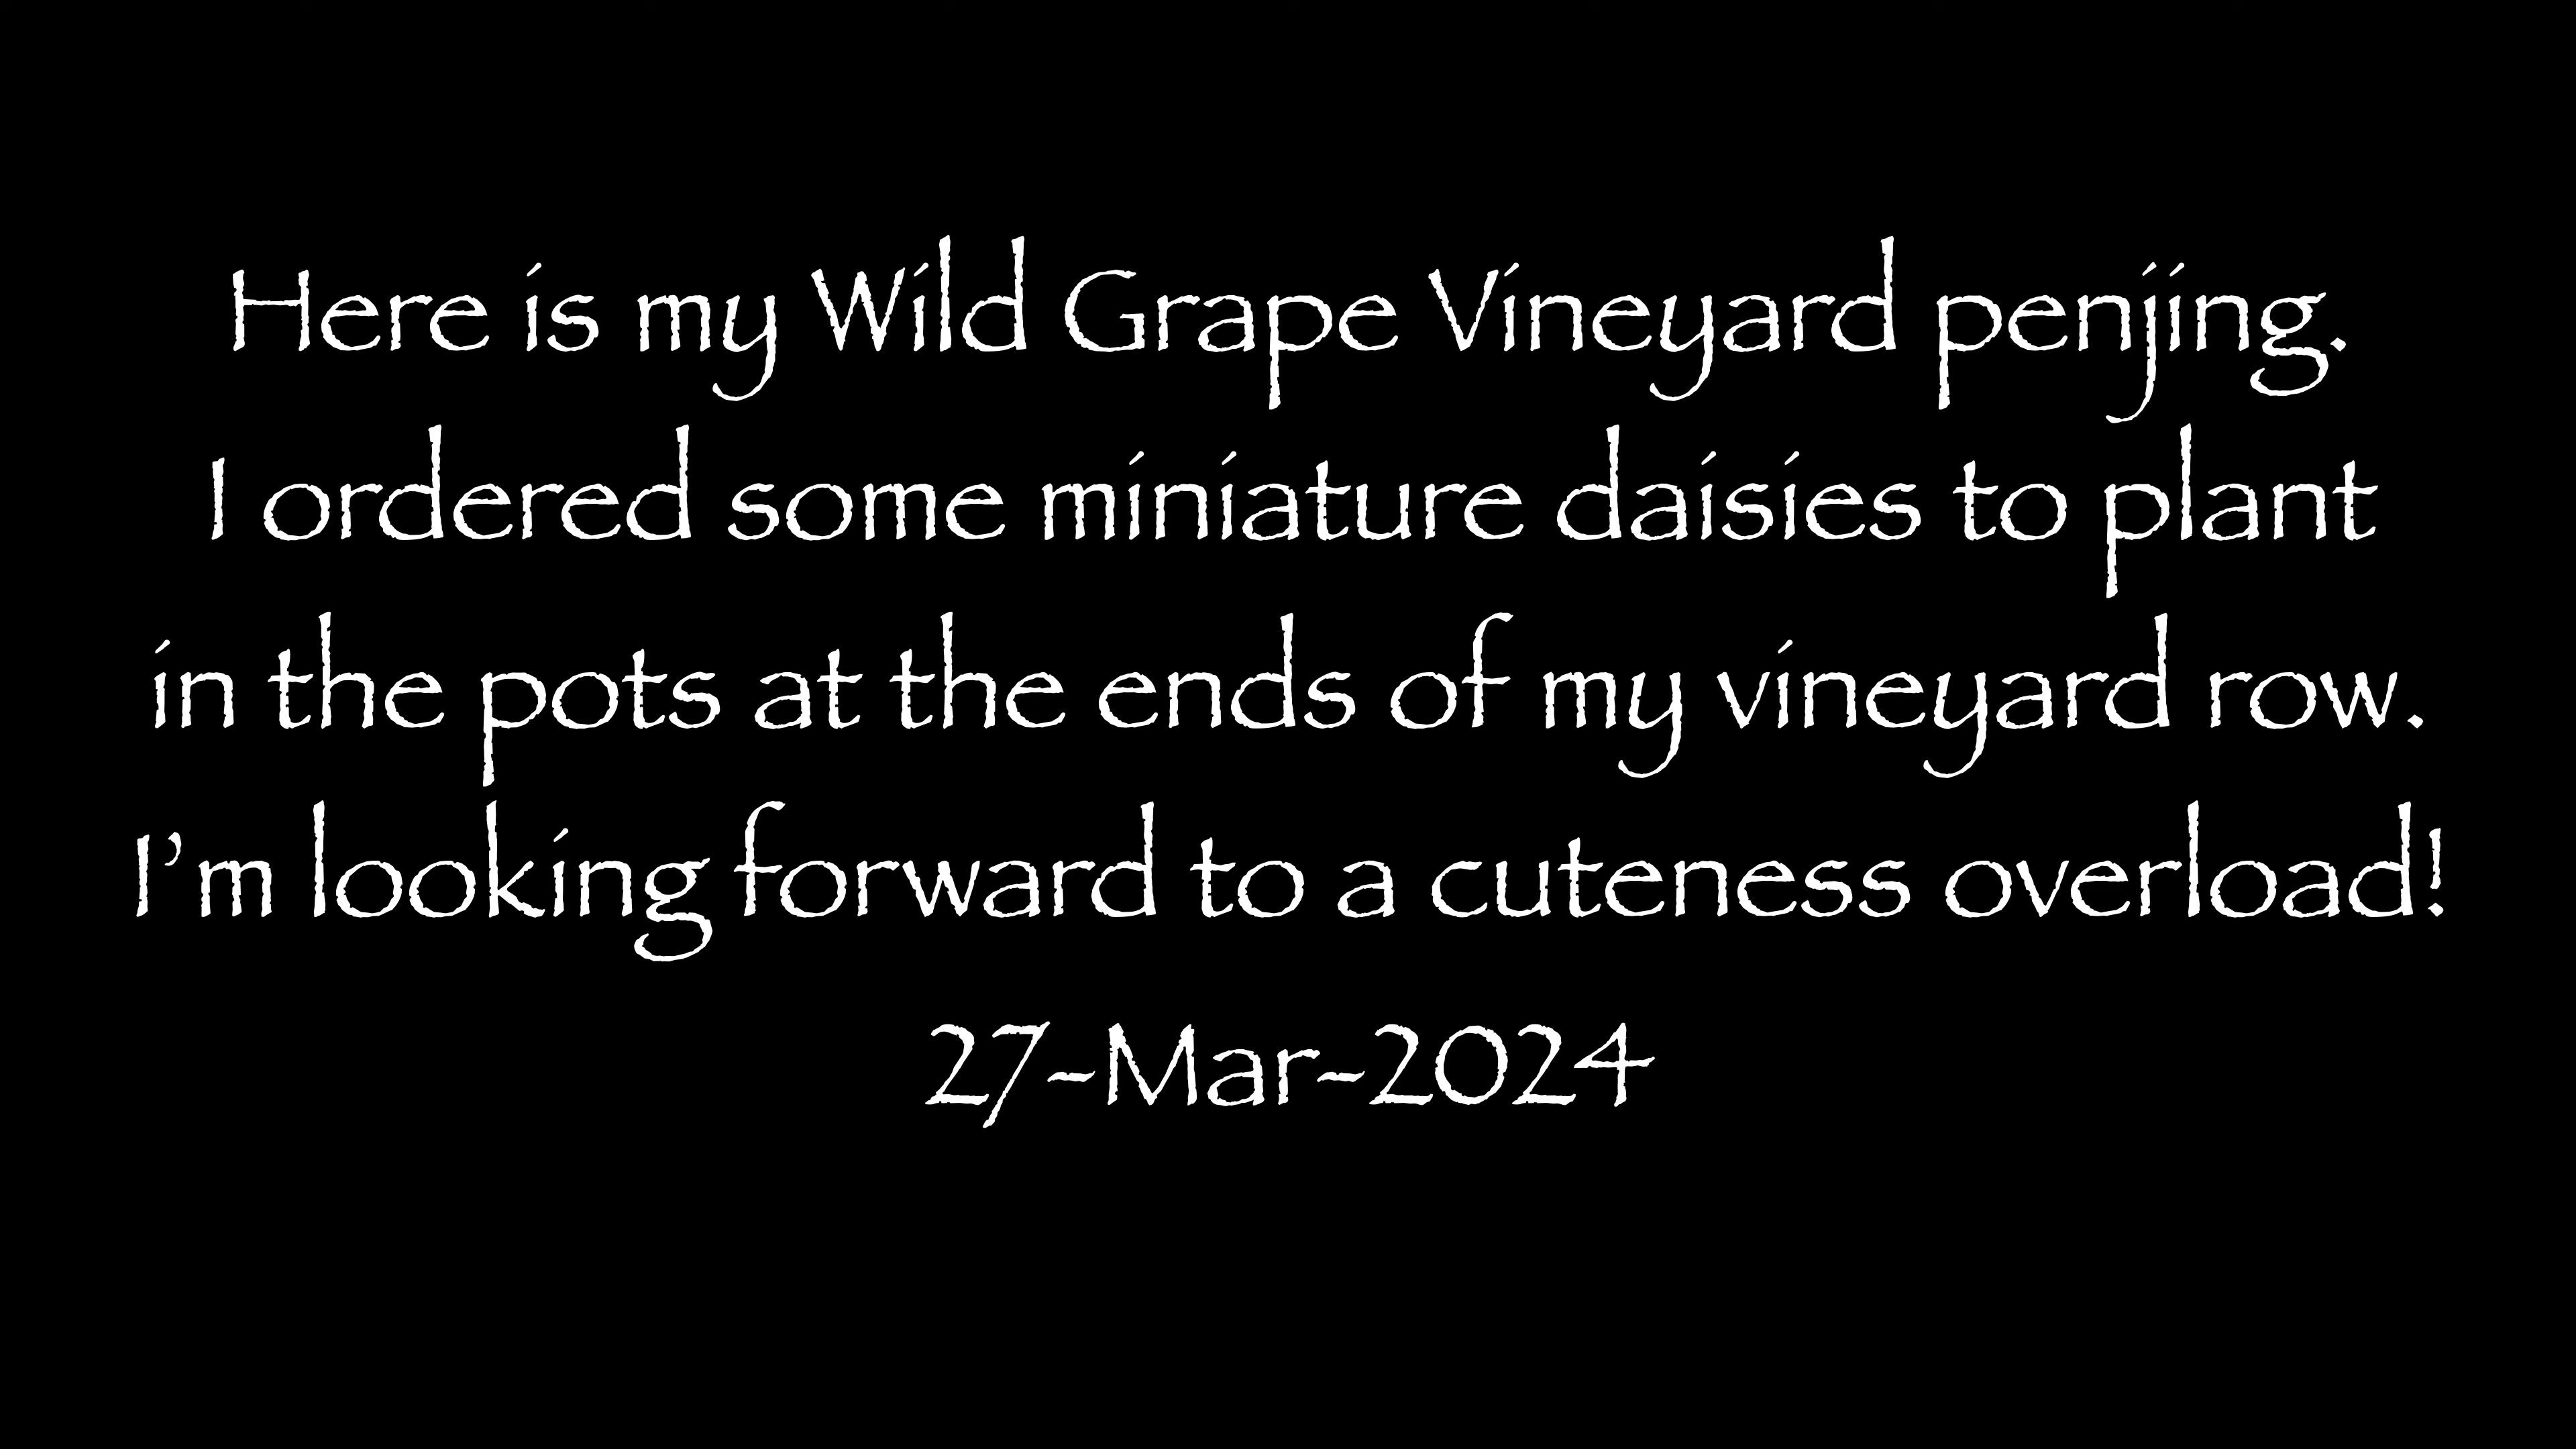 Here is my Wild Grape Vineyard penjing.
I ordered some miniature daisies to plant
in the pots at the ends of my vineyard row.
I’m looking forward to a cuteness overload!
27-Mar-2024